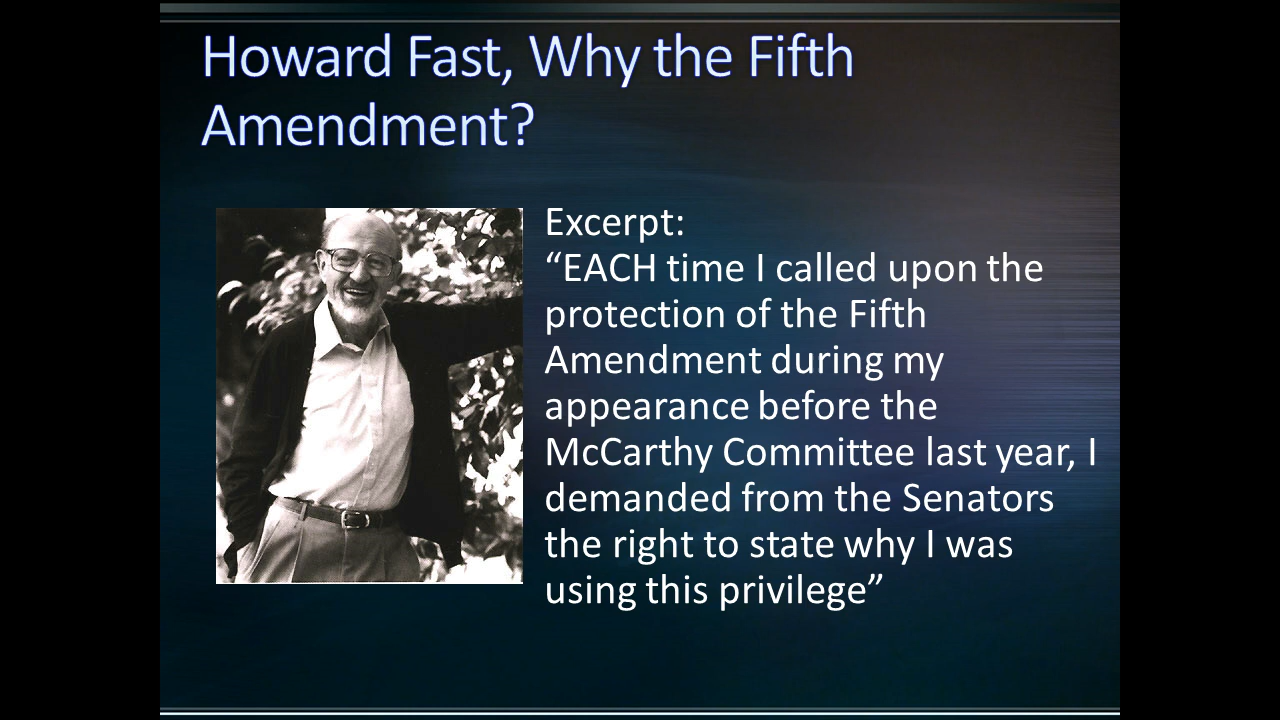 Howard Fast, Why the Fifth
Amendment?
Excerpt:
“EACH time I called upon the
protection of the Fifth
Amendment during my
appearance before the
McCarthy Committee last year, I
demanded from the Senators
the right to state why I was
using this privilege”